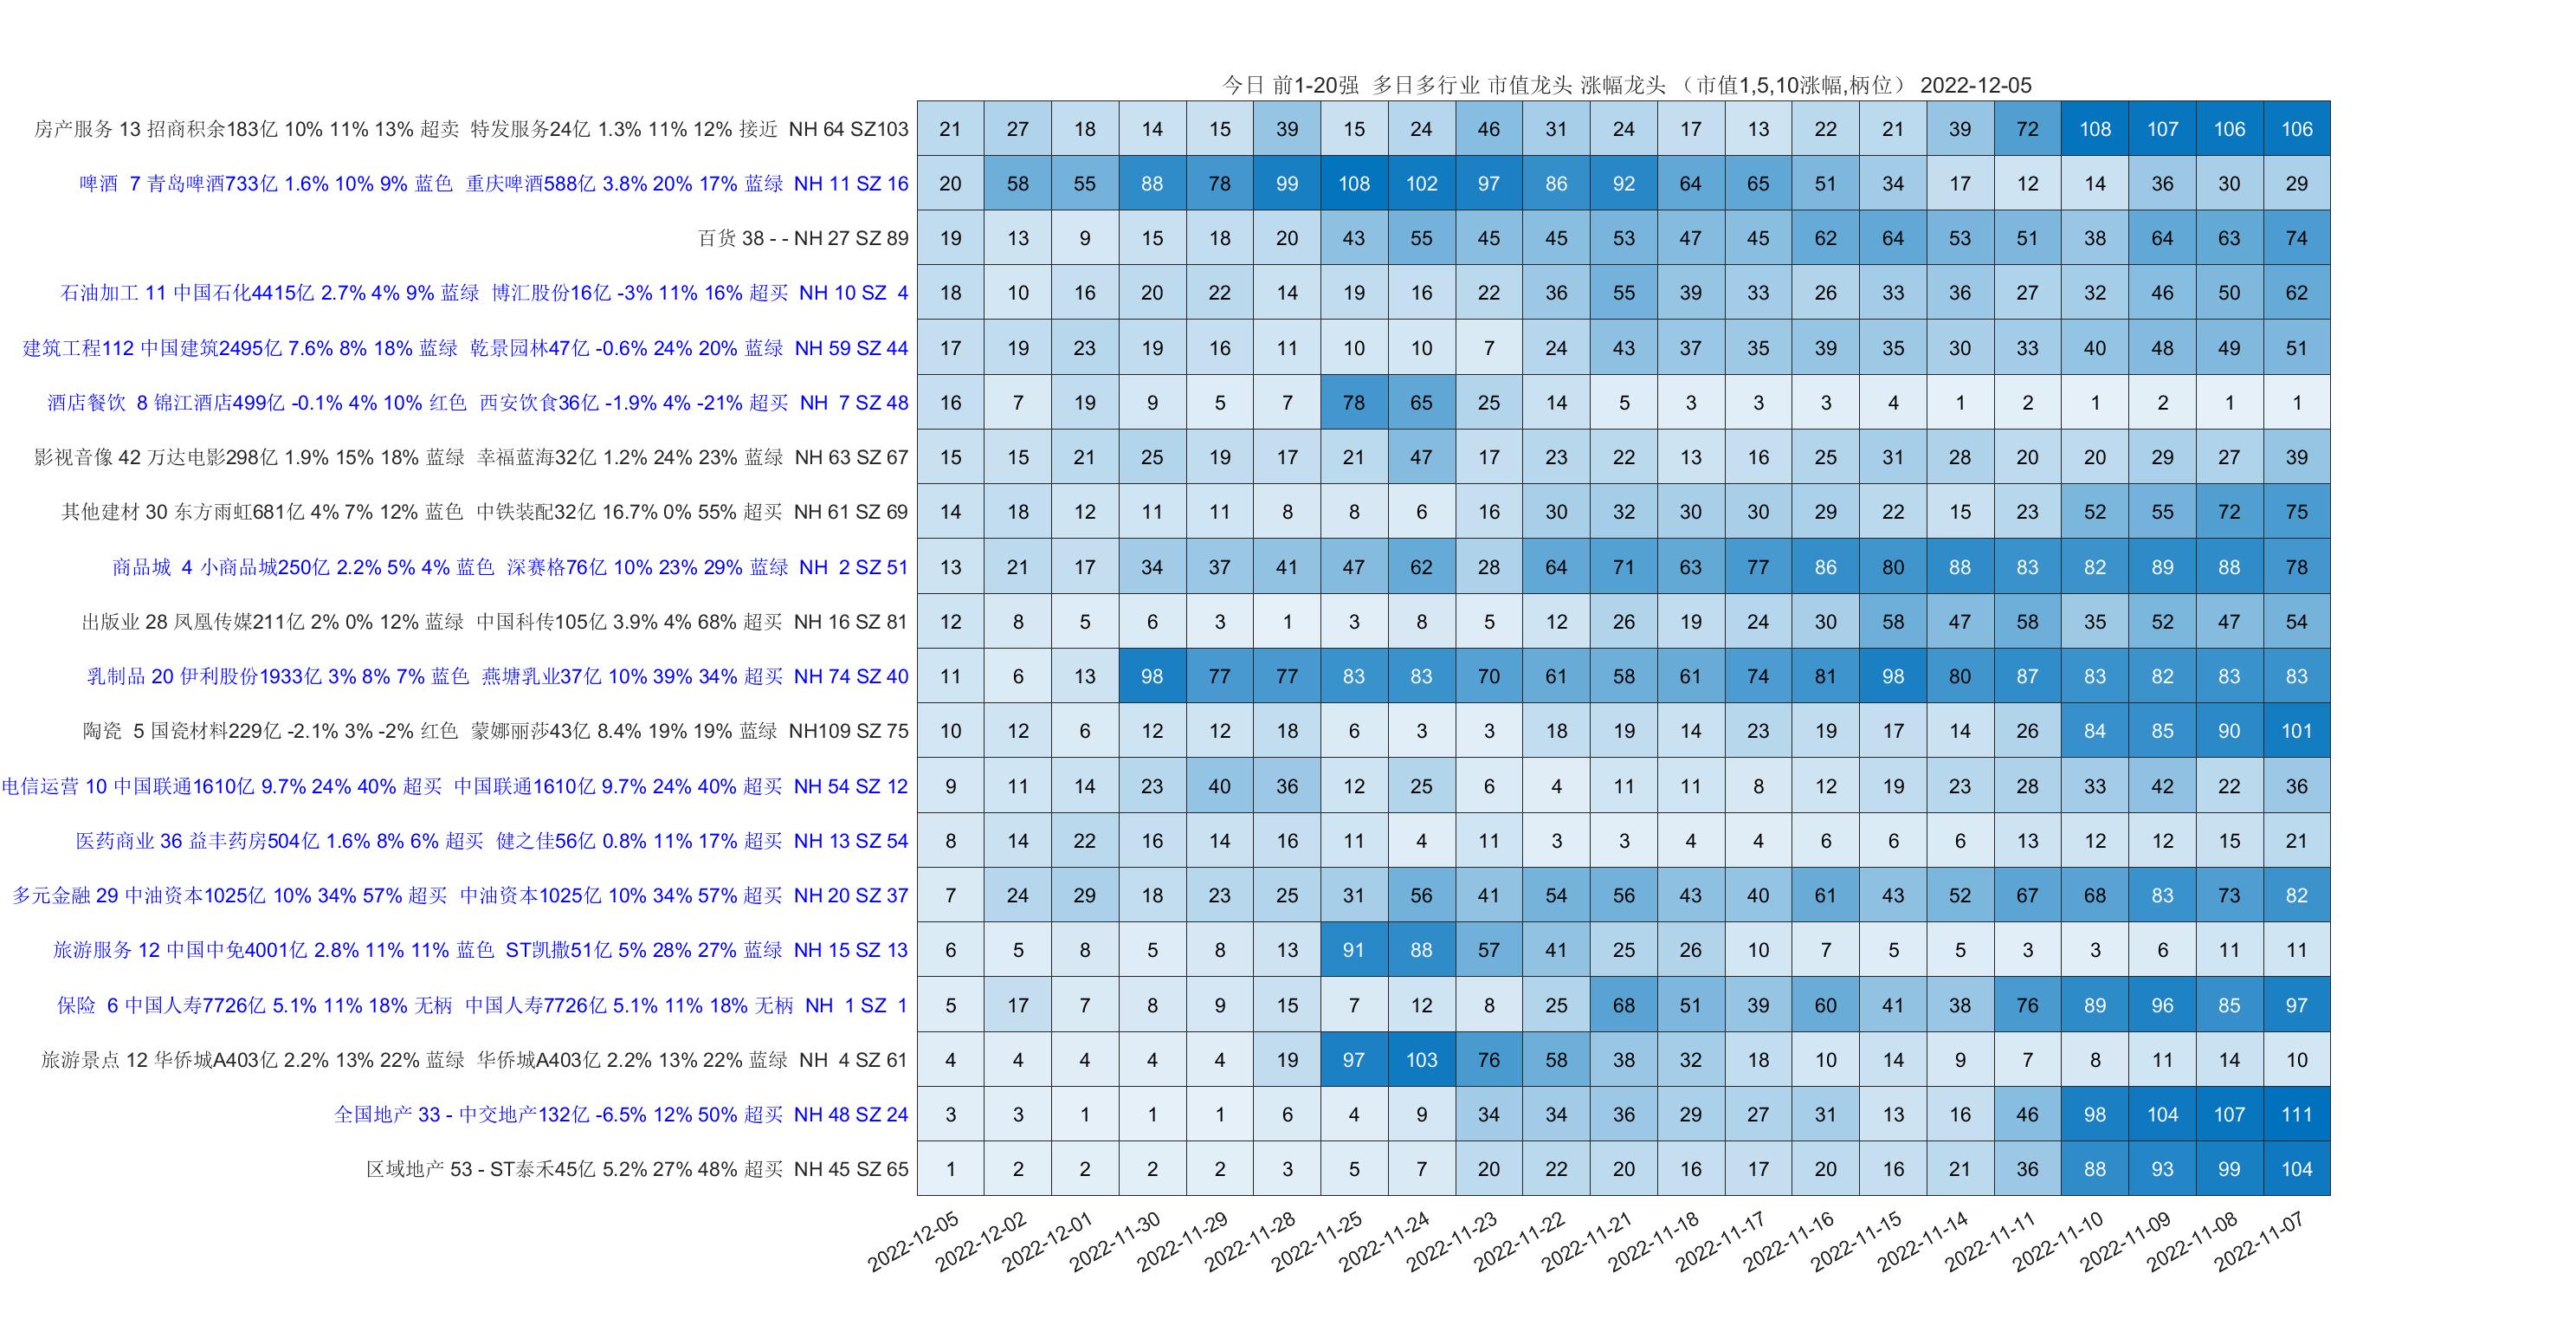 今日 前1-20强 多日多行业 市值龙头 涨幅龙头 （市值1,5,10涨幅,柄位） 2022-12-05
房产服务 13 招商积余183亿 10% 11% 13% 超卖 特发服务24亿 1.3% 11% 12% 接近 NH 64 SZ103 21 27 18 14 15 39 15 24 46 31 24 17 13 22 21 39 72 108 107 106 106
啤酒 7 青岛啤酒733亿 1.6% 10% 9% 蓝色 重庆啤酒588亿 3.8% 20% 17% 蓝绿 NH 11 SZ 16 20 58 55 88 78 99 108 102 97 86 92 64 65 51 34 17 12 14 36 30 29
百货 38 - - NH 27 SZ 89 19 13 9 15 18 20 43 55 45 45 53 47 45 62 64 53 51 38 64 63 74
石油加工 11 中国石化4415亿 2.7% 4% 9% 蓝绿 博汇股份16亿 -3% 11% 16% 超买 NH 10 SZ 4 18 10 16 20 22 14 19 16 22 36 55 39 33 26 33 36 27 32 46 50 62
建筑工程112 中国建筑2495亿 7.6% 8% 18% 蓝绿 乾景园林47亿 -0.6% 24% 20% 蓝绿 NH 59 SZ 44 17 19 23 19 16 11 10 10 7 24 43 37 35 39 35 30 33 40 48 49 51
酒店餐饮 8 锦江酒店499亿 -0.1% 4% 10% 红色 西安饮食36亿 -1.9% 4% -21% 超买 NH 7 SZ 48 16 7 19 9 5 7 78 65 25 14 5 3 3 3 4 1 2 1 2 1 1
影视音像 42 万达电影298亿 1.9% 15% 18% 蓝绿 幸福蓝海32亿 1.2% 24% 23% 蓝绿 NH 63 SZ 67 15 15 21 25 19 17 21 47 17 23 22 13 16 25 31 28 20 20 29 27 39
其他建材 30 东方雨虹681亿 4% 7% 12% 蓝色 中铁装配32亿 16.7% 0% 55% 超买 NH 61 SZ 69 14 18 12 11 11 8 8 6 16 30 32 30 30 29 22 15 23 52 55 72 75
商品城 4 小商品城250亿 2.2% 5% 4% 蓝色 深赛格76亿 10% 23% 29% 蓝绿 NH 2 SZ 51 13 21 17 34 37 41 47 62 28 64 71 63 77 86 80 88 83 82 89 88 78
出版业 28 凤凰传媒211亿 2% 0% 12% 蓝绿 中国科传105亿 3.9% 4% 68% 超买 NH 16 SZ 81 12 8 5 6 3 1 3 8 5 12 26 19 24 30 58 47 58 35 52 47 54
乳制品 20 伊利股份1933亿 3% 8% 7% 蓝色 燕塘乳业37亿 10% 39% 34% 超买 NH 74 SZ 40 11 6 13 98 77 77 83 83 70 61 58 61 74 81 98 80 87 83 82 83 83
陶瓷 5 国瓷材料229亿 -2.1% 3% -2% 红色 蒙娜丽莎43亿 8.4% 19% 19% 蓝绿 NH109 SZ 75 10 12 6 12 12 18 6 3 3 18 19 14 23 19 17 14 26 84 85 90 101
电信运营 10 中国联通1610亿 9.7% 24% 40% 超买 中国联通1610亿 9.7% 24% 40% 超买 NH 54 SZ 12 9 11 14 23 40 36 12 25 6 4 11 11 8 12 19 23 28 33 42 22 36
医药商业 36 益丰药房504亿 1.6% 8% 6% 超买 健之佳56亿 0.8% 11% 17% 超买 NH 13 SZ 54 8 14 22 16 14 16 11 4 11 3 3 4 4 6 6 6 13 12 12 15 21
多元金融 29 中油资本1025亿 10% 34% 57% 超买 中油资本1025亿 10% 34% 57% 超买 NH 20 SZ 37 7 24 29 18 23 25 31 56 41 54 56 43 40 61 43 52 67 68 83 73 82
旅游服务 12 中国中免4001亿 2.8% 11% 11% 蓝色 ST凯撒51亿 5% 28% 27% 蓝绿 NH 15 SZ 13 6 5 8 5 8 13 91 88 57 41 25 26 10 7 5 5 3 3 6 11 11
保险 6 中国人寿7726亿 5.1% 11% 18% 无柄 中国人寿7726亿 5.1% 11% 18% 无柄 NH 1 SZ 1 5 17 7 8 9 15 7 12 8 25 68 51 39 60 41 38 76 89 96 85 97
旅游景点 12 华侨城A403亿 2.2% 13% 22% 蓝绿 华侨城A403亿 2.2% 13% 22% 蓝绿 NH 4 SZ 61 4 4 4 4 4 19 97 103 76 58 38 32 18 10 14 9 7 8 11 14 10
全国地产 33 - 中交地产132亿 -6.5% 12% 50% 超买 NH 48 SZ 24 3 3 1 1 1 6 4 9 34 34 36 29 27 31 13 16 46 98 104 107 111
区域地产 53 - ST泰禾45亿 5.2% 27% 48% 超买 NH 45 SZ 65 1 2 2 2 2 3 5 7 20 22 20 16 17 20 16 21 36 88 93 99 104
2022-12-05 2022-12-02 2022-12-01 2022-11-30 2022-11-29 2022-11-28 2022-11-25 2022-11-24 2022-11-23 2022-11-22 2022-11-21 2022-11-18 2022-11-17 2022-11-16 2022-11-15 2022-11-14 2022-11-11 2022-11-10 2022-11-09 2022-11-08 2022-11-07